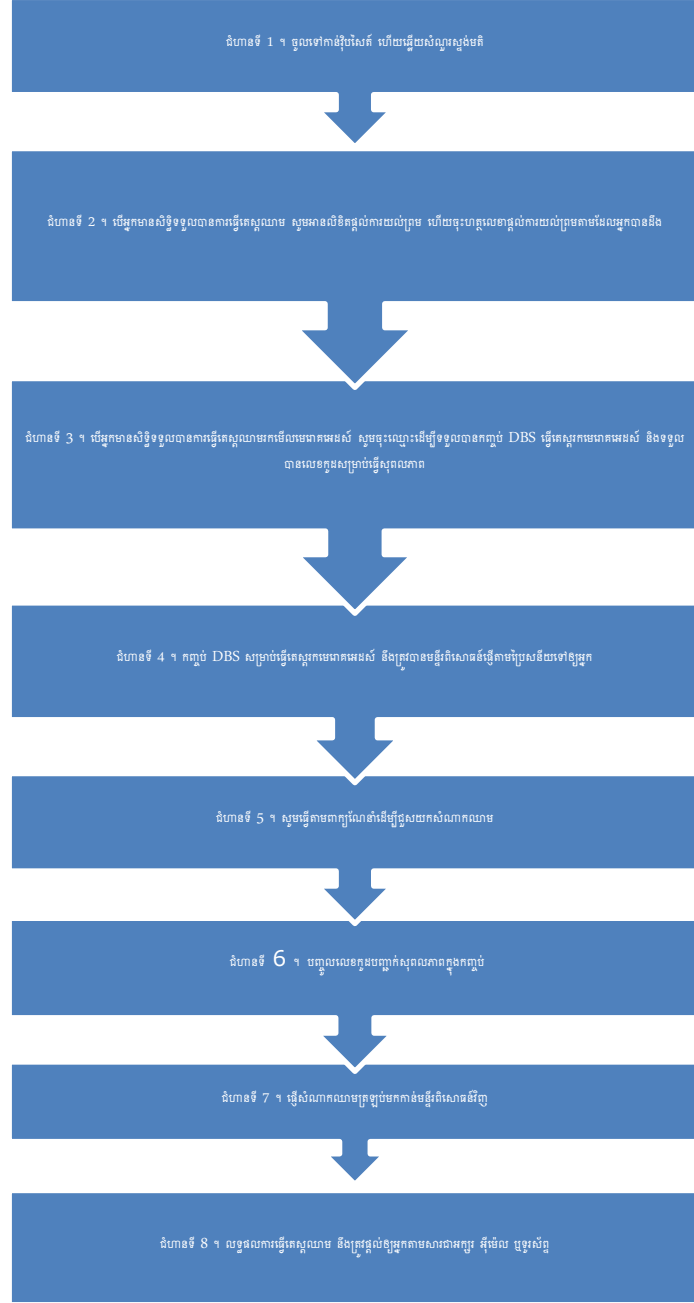 ជំហានទី 1 ។ ចូលទៅកាន់វ៉ិបសៃត៍ ហើយឆ្លើយសំណួរស្ទង់មតិ
ជំហានទី 2 ។ បើអ្នកមានសិទ្ធិទទួលបានការធ្វើតេស្តឈាម សូមអានលិខិតផ្តល់ការយល់ព្រម ហើយចុះហត្ថលេខាផ្តល់ការយល់ព្រមតាមដែលអ្នកបានដឹង
ជំហានទី 3 ។ បើអ្នកមានសិទ្ធិទទួលបានការធ្វើតេស្តឈាមរកមើលមេរោគអេដស៍ សូមចុះឈ្មោះដើម្បីទទួលបានកញ្ចប់ DBS ធ្វើតេស្តរកមេរោគអេដស៍ និងទទួល
បានលេខកូដសម្រាប់ធ្វើសុពលភាព
ជំហានទី 4 ។ កញ្ចប់ DBS សម្រាប់ធ្វើតេស្តរកមេរោគអេដស៍ នឹងត្រូវបានមន្ទីរពិសោធន៍ផ្ញើតាមប្រៃសនីយទៅឲ្យអ្នក
ជំហានទី 5 ។ សូមធ្វើតាមពាក្យណែនាំដើម្បីជួសយកសំណាកឈាម
ជំហានទី 6 ។ បញ្ចូលលេខកូដបញ្ជាក់សុពលភាពក្នុងកញ្ចប់
ជំហានទី 7 ។ ផ្ញើសំណាកឈាមត្រឡប់មកកាន់មន្ទីរពិសោធន៍វិញ
ជំហានទី 8 ។ លទ្ធផលការធ្វើតេស្តឈាម នឹងត្រូវផ្តល់ឱ្យអ្នកតាមសារជាអក្សរ អ៊ីម៉េល ឬទូរស័ព្ទ